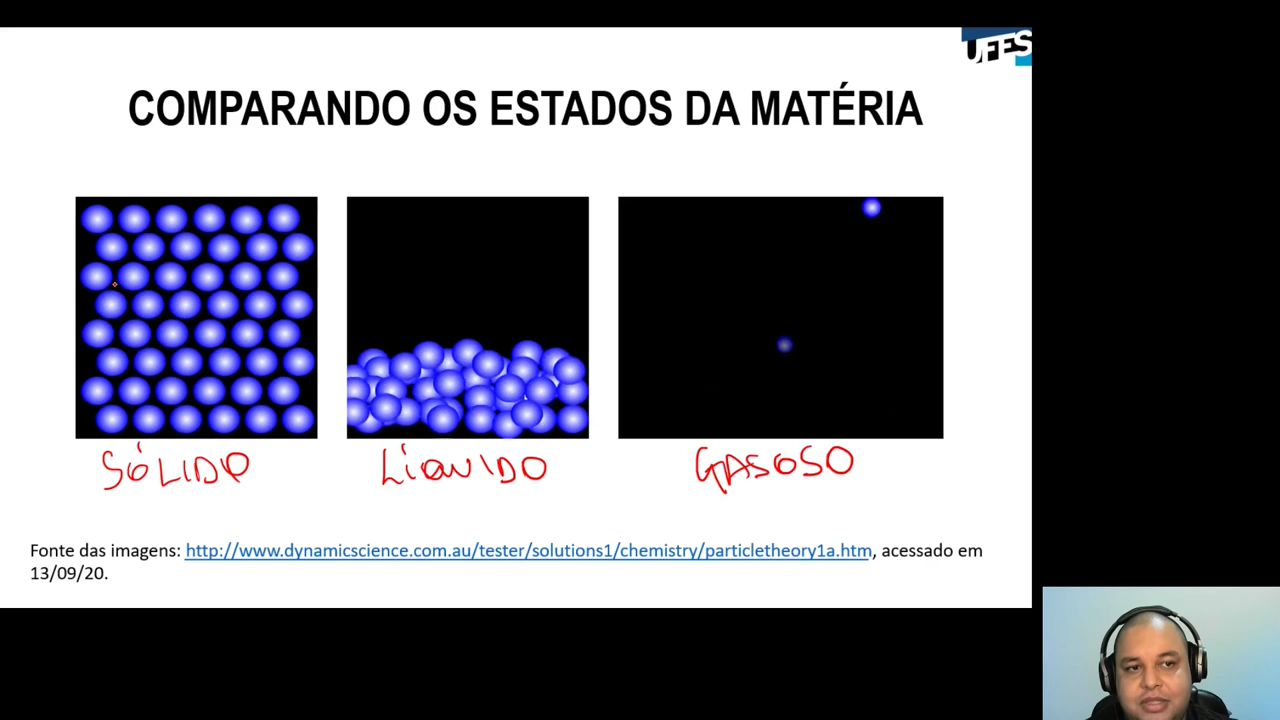 UFES
COMPARANDO OS ESTADOS DA MATÉRIA
SÓLIDO LÍQUIDO GASOSO
Fonte das imagens: http://www.dynamicscience.com.au/tester/solutions1/chemistry/particletheory1a.htm, acessado em
13/09/20.